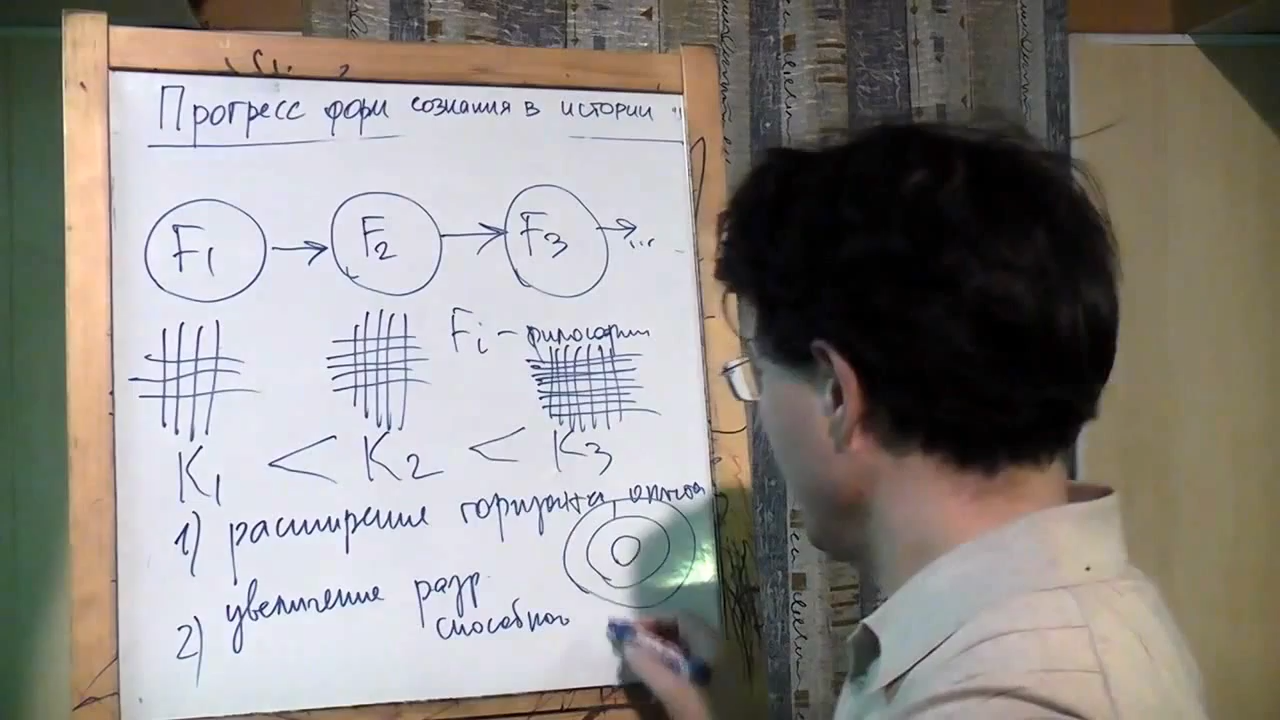 Прогресс форм сознания в истории "
F1 → F2 → F3 → ...
Fi – философии
K1 < K2 < K3
1) расширение горизонта опыта
2) увеличение разр.
способнос